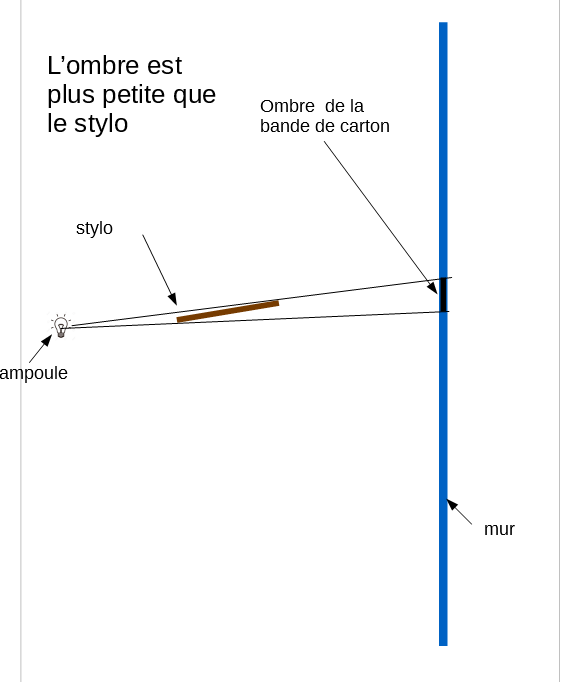 L’ombre est
plus petite que
le stylo
Ombre  de la
bande de carton
stylo
ampoule
mur